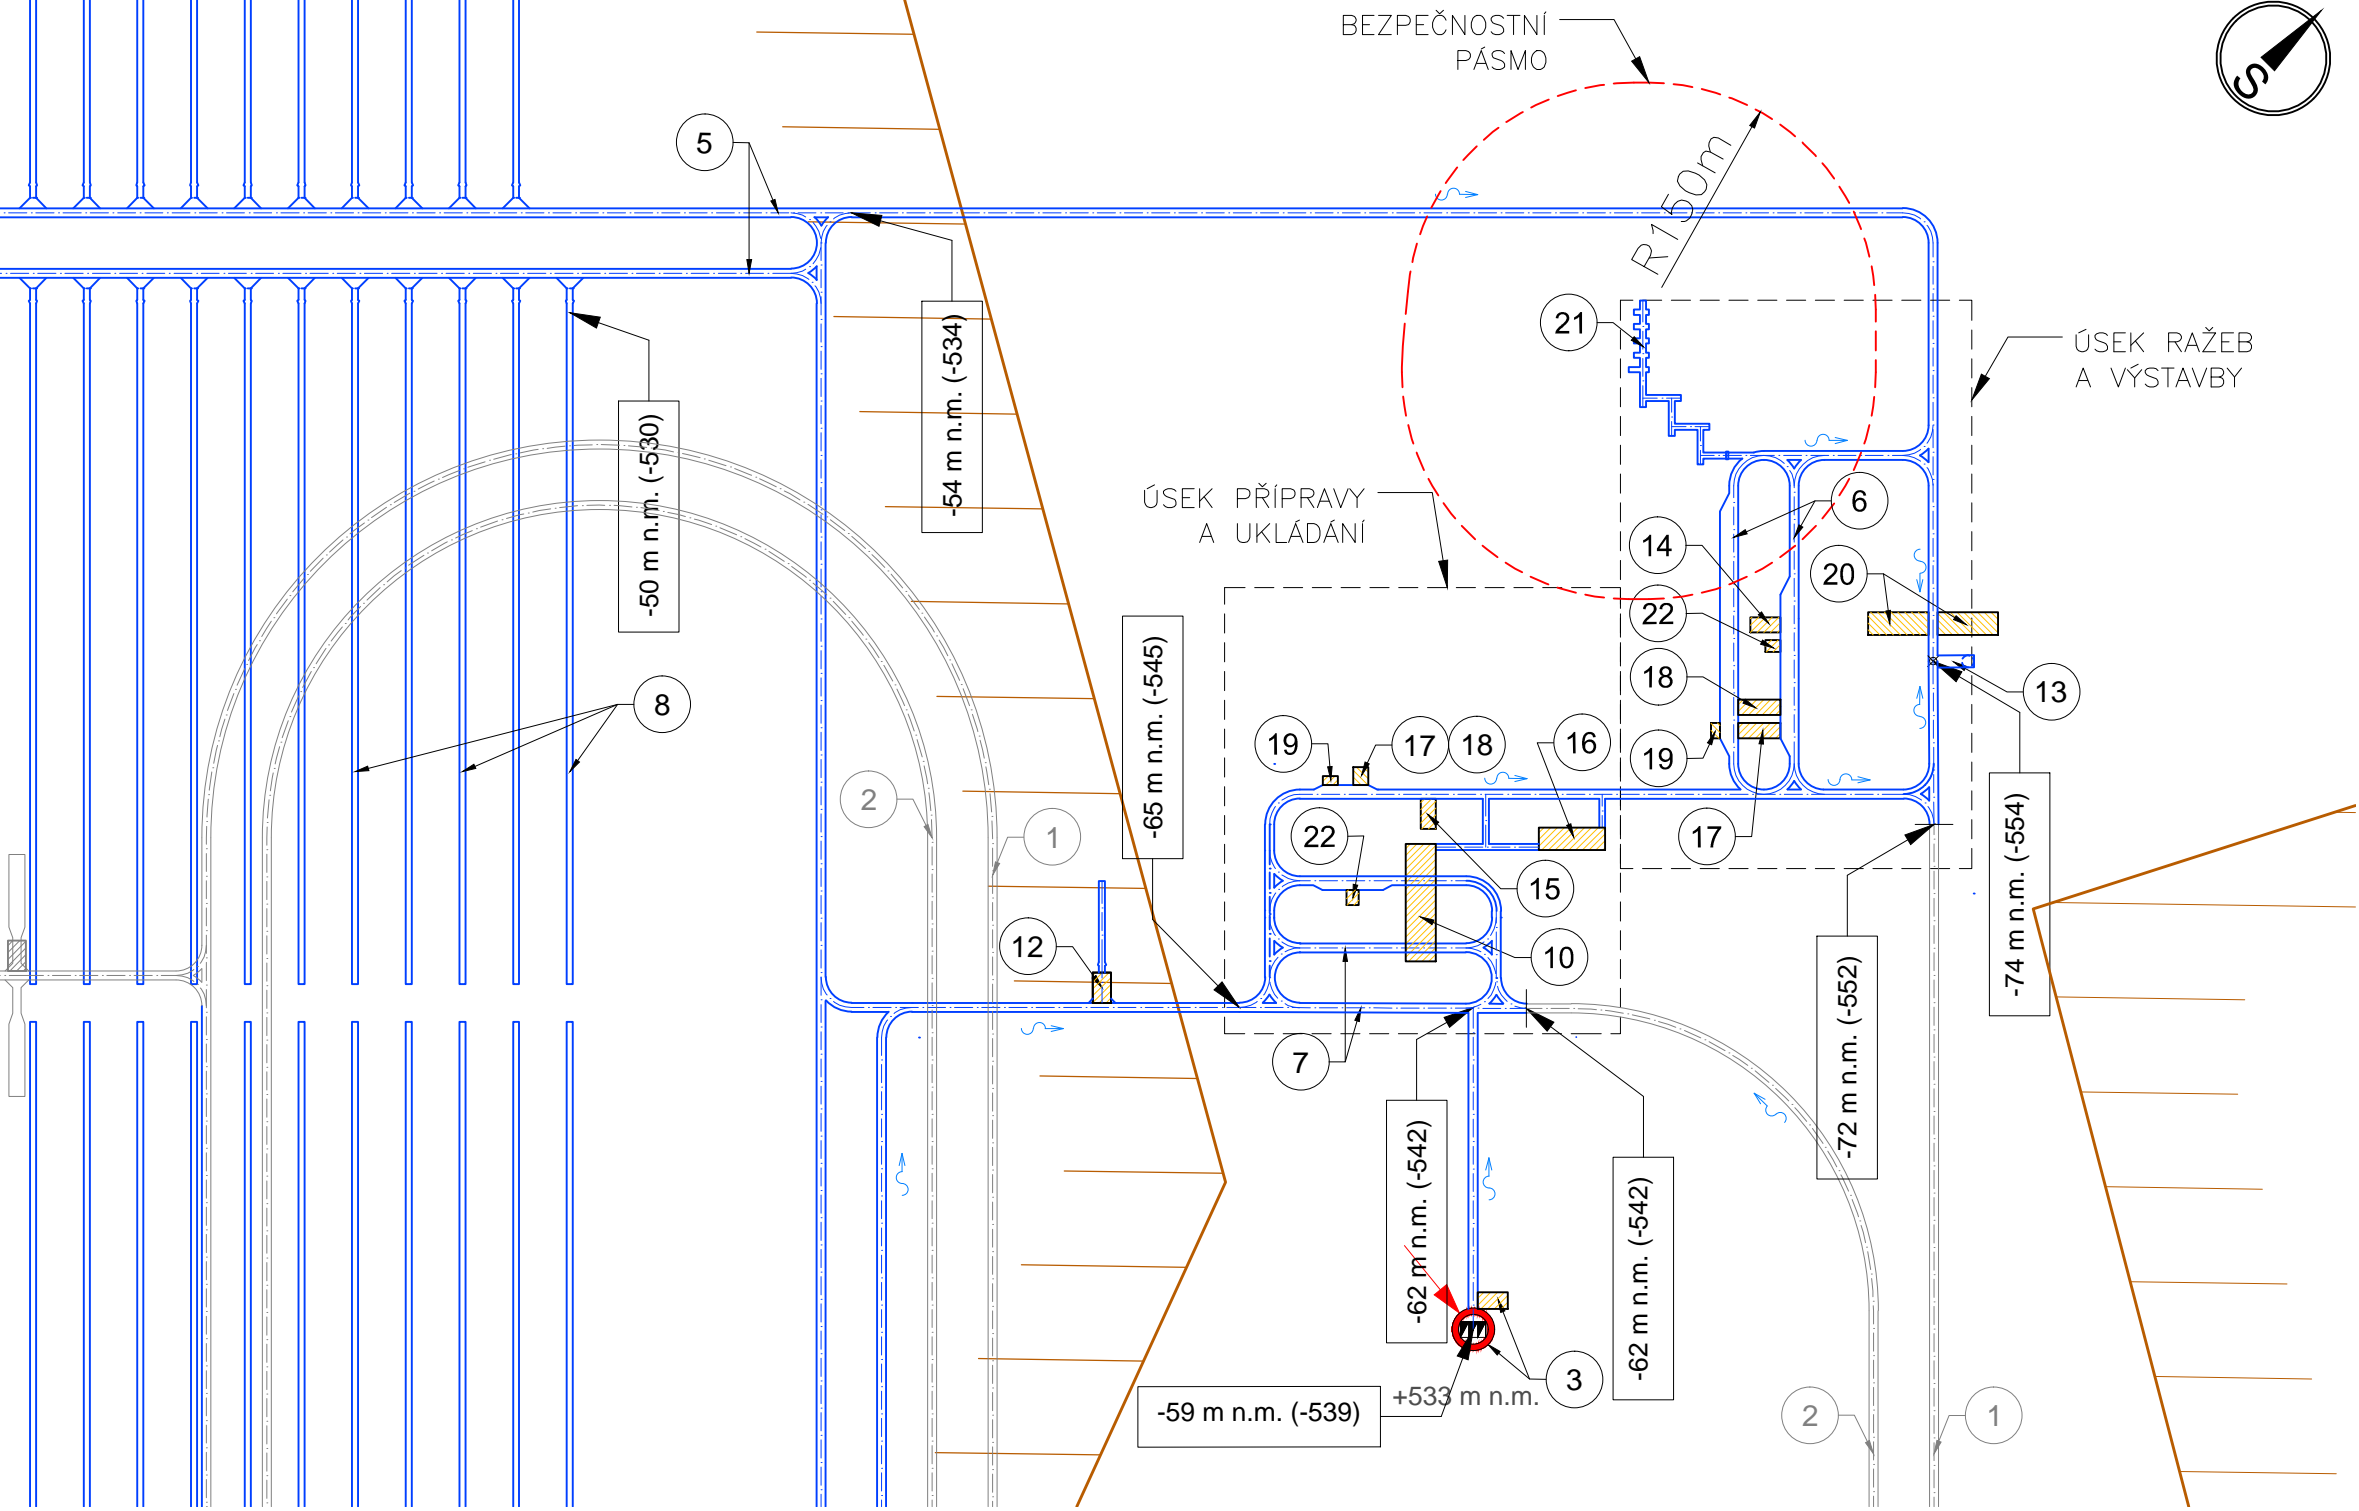 BEZPEČNOSTNÍ
PÁSMO
S
5
R150m
-54 m n.m. (-534)
21
ÚSEK RAŽEB
A VÝSTAVBY
-50 m n.m. (-530)
ÚSEK PŘÍPRAVY
A UKLÁDÁNÍ
6
14
20
22
18
13
8
-65 m n.m. (-545)
19
17
18
16
19
2
1
22
17
-74 m n.m. (-554)
15
12
10
-72 m n.m. (-552)
7
-62 m n.m. (-542)
-62 m n.m. (-542)
3
+533 m n.m.
-59 m n.m. (-539)
2
1